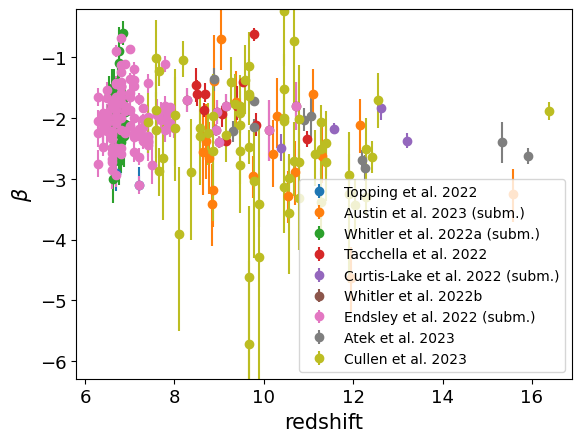 −1
−2
−3
−4
−5
−6
β
6
8
10
12
14
16
redshift
Topping et al. 2022
Austin et al. 2023 (subm.)
Whitler et al. 2022a (subm.)
Tacchella et al. 2022
Curtis-Lake et al. 2022 (subm.)
Whitler et al. 2022b
Endsley et al. 2022 (subm.)
Atek et al. 2023
Cullen et al. 2023